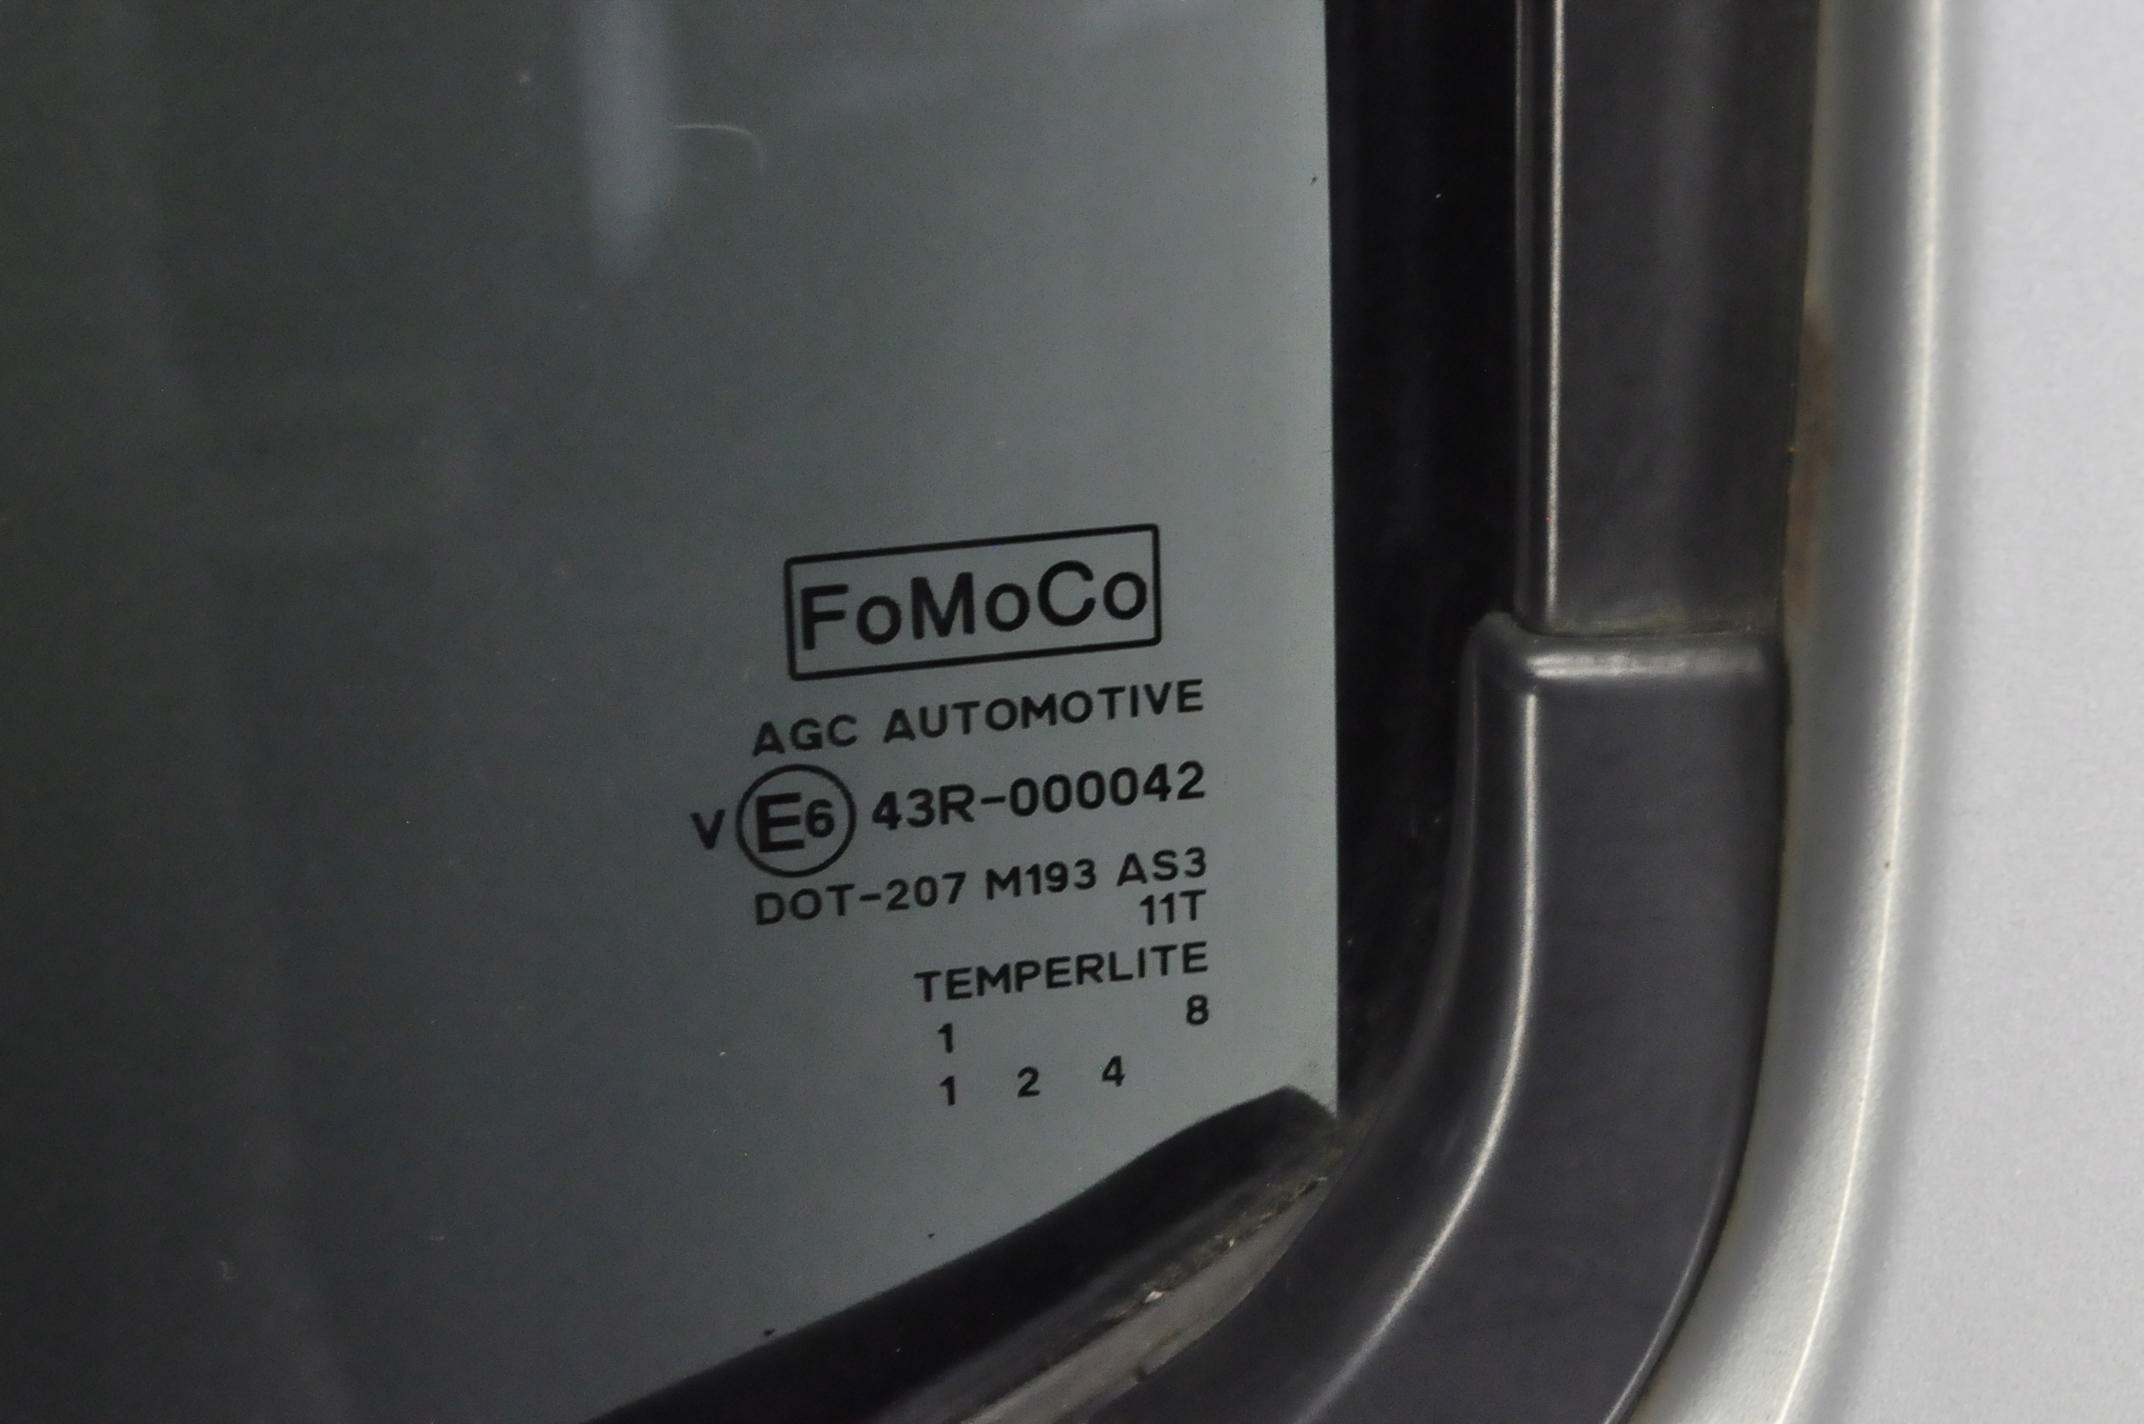 FoMoCo
AGC AUTOMOTIVE
V E6 43R-000042
DOT-207 M193 AS3
11T
TEMPERLITE
1 8
1 2 4